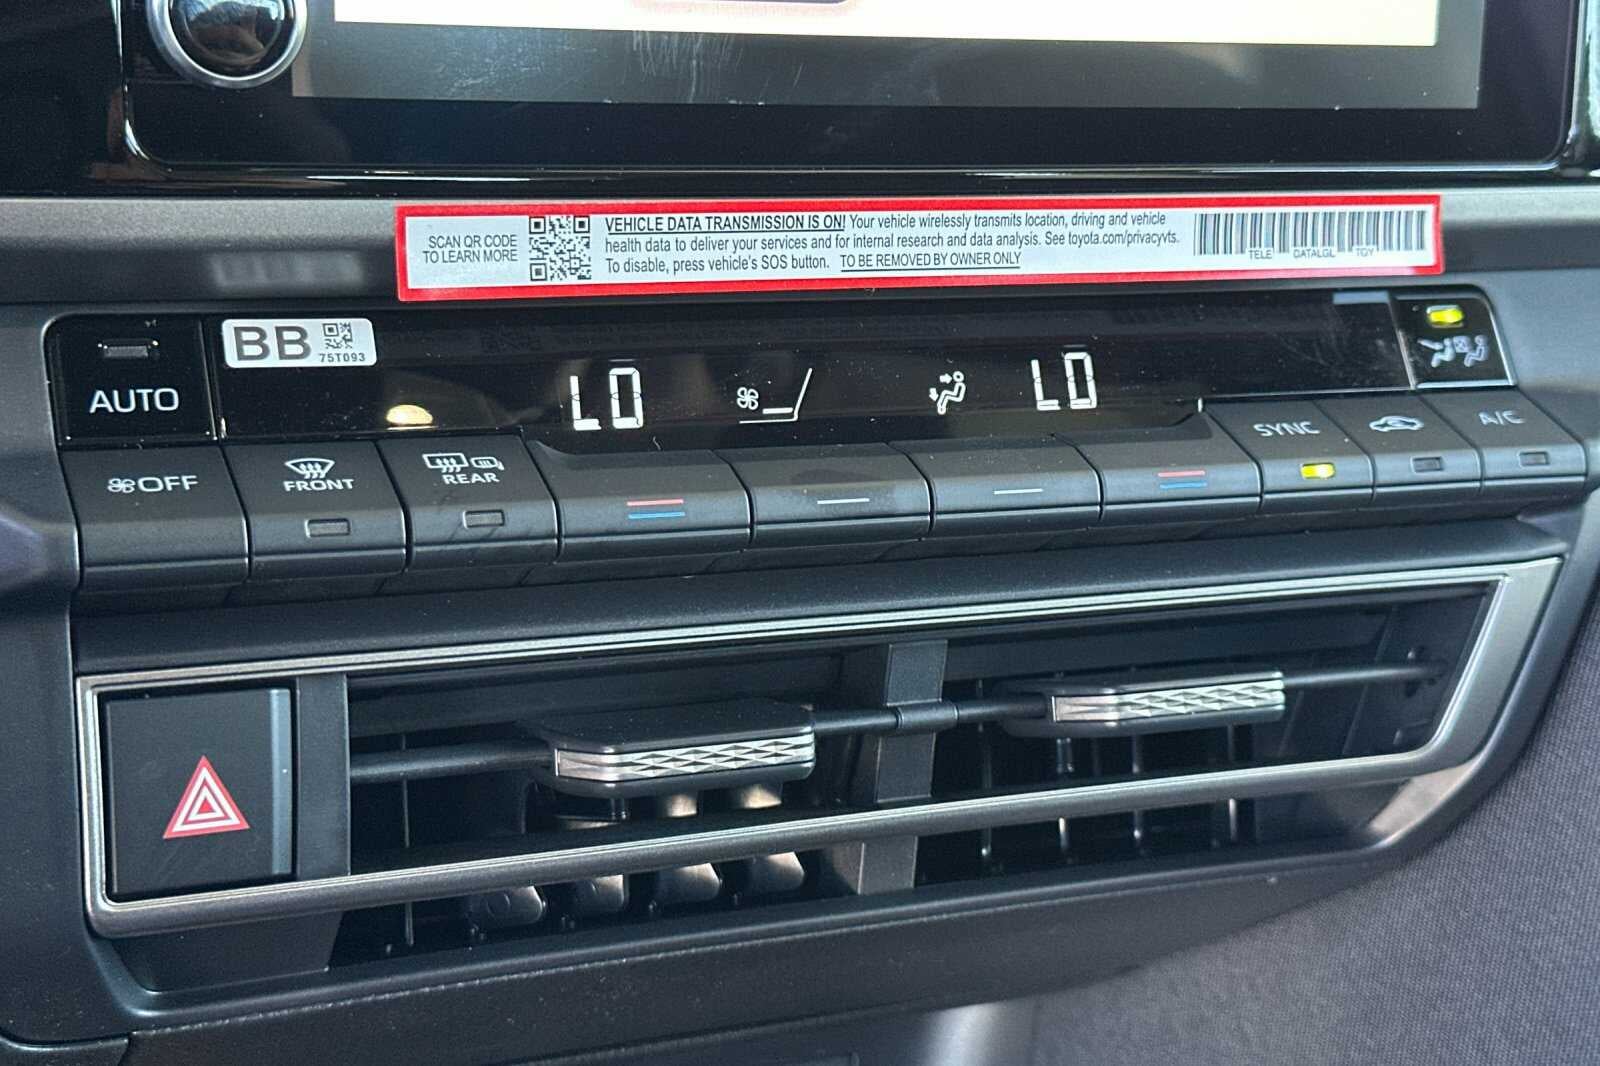 SCAN QR CODE
TO LEARN MORE
VEHICLE DATA TRANSMISSION IS ON! Your vehicle wirelessly transmits location, driving and vehicle
health data to deliver your services and for internal research and data analysis. See toyota.com/privacyvts.
To disable, press vehicle's SOS button. TO BE REMOVED BY OWNER ONLY
TELE DATALGL TOY
BB
75T093
AUTO
LO
LO
OFF
FRONT
REAR
SYNC
A/C